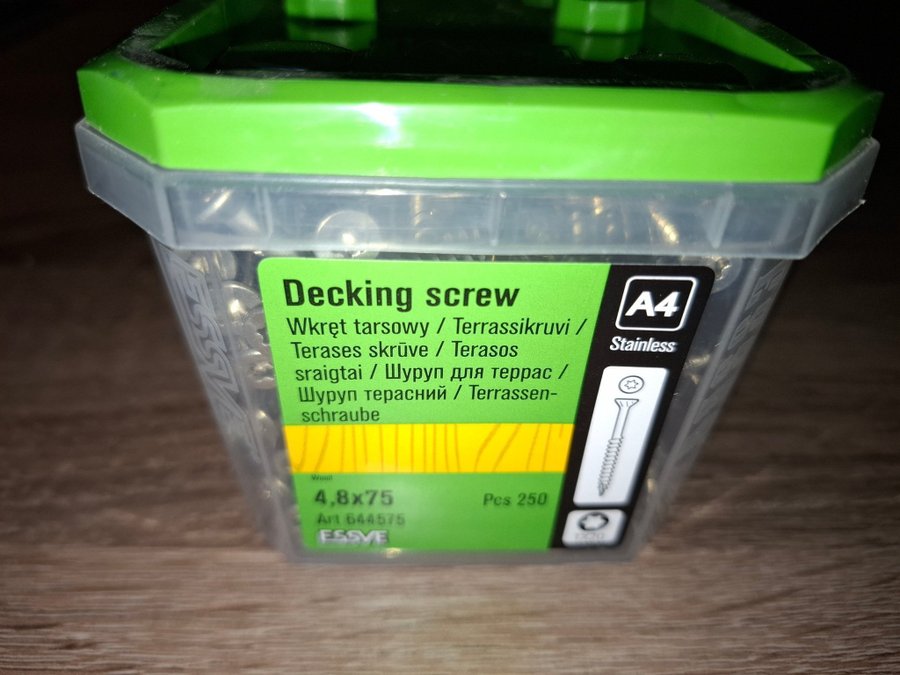 Decking screw
Wkręt tarsowy / Terrassikruvi /
Terases skrūve / Terasos
sraigtai / Шуруп для террас /
Шуруп терасний / Terrassen-
schraube
4,8x75
Pcs 250
Art 644575
ESSVE
A4
Stainless
ESSVE